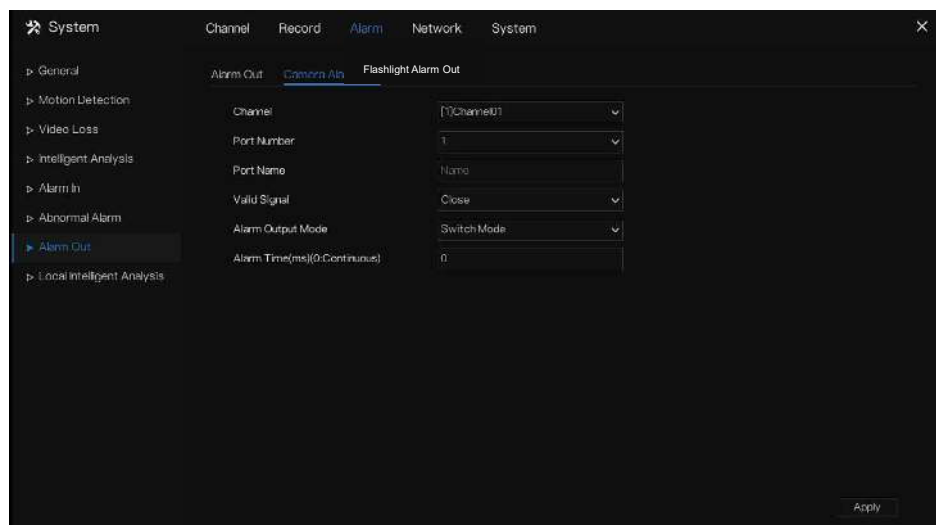 System
Channel Record Alarm Network System
General
Motion Detection
Video Loss
Intelligent Analysis
Alarm In
Abnormal Alarm
Alarm Out
Local Intelligent Analysis
Alarm Out Camera Ala Flashlight Alarm Out
Channel [1]Channel01
Port Number 1
Port Name Name
Valid Signal Close
Alarm Output Mode Switch Mode
Alarm Time(ms)(0:Continuous) 0
Apply